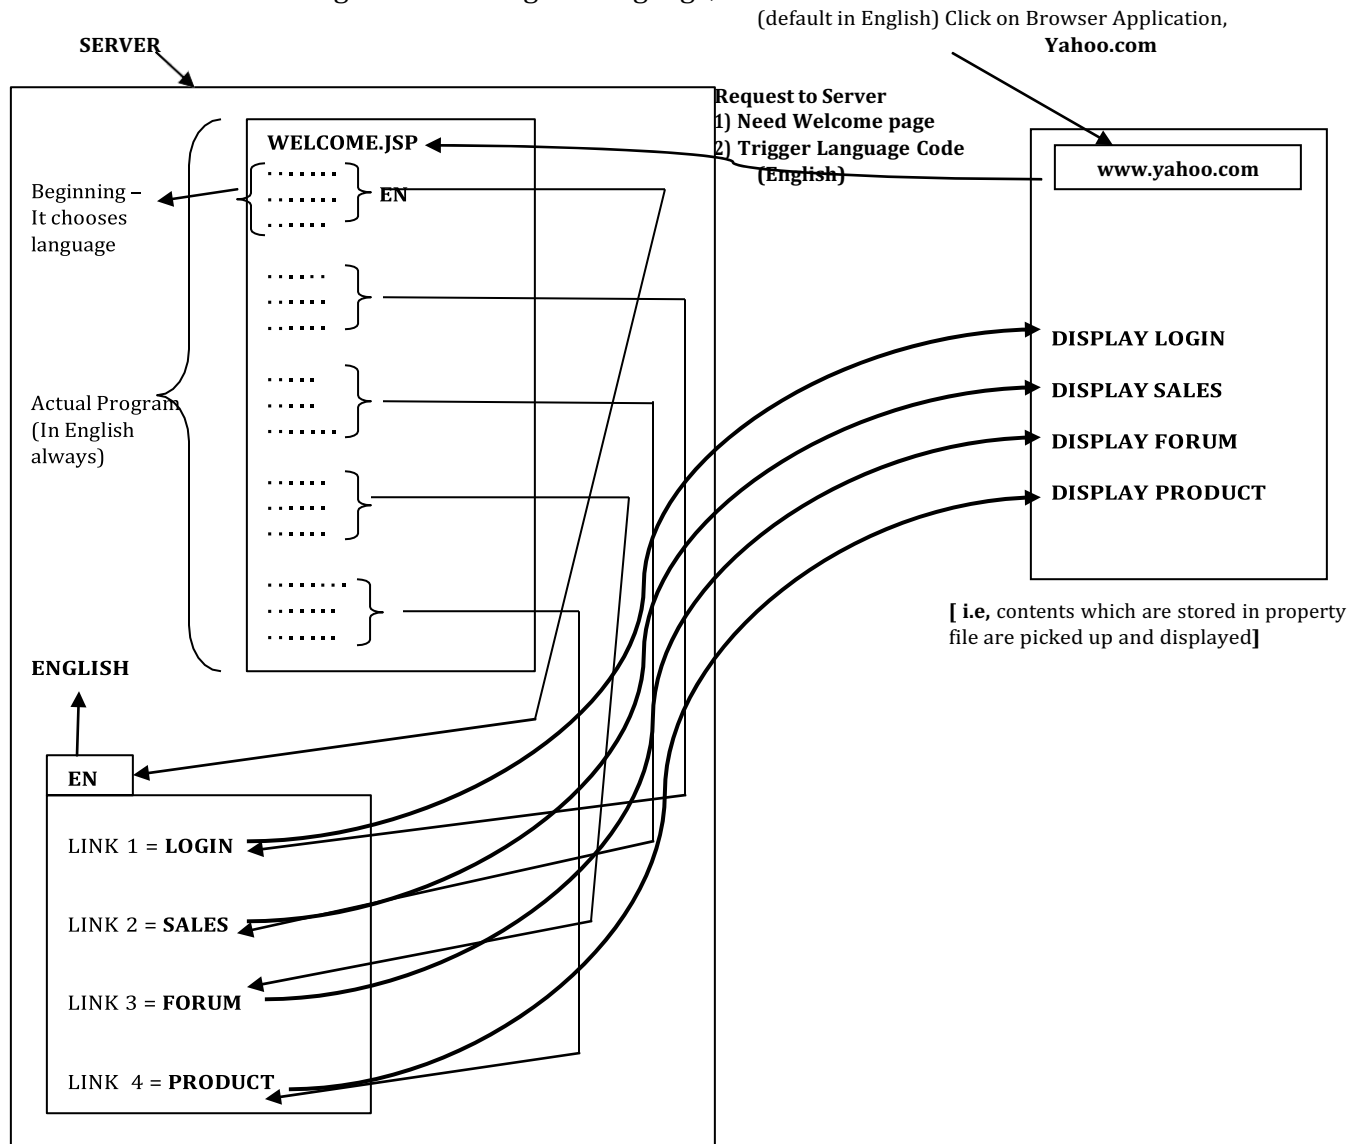 (default in English) Click on Browser Application,
Yahoo.com
SERVER
Request to Server
1) Need Welcome page
2) Trigger Language Code
(English)
www.yahoo.com
WELCOME.JSP
EN
Beginning –
It chooses
language
Actual Program
(In English
always)
DISPLAY LOGIN
DISPLAY SALES
DISPLAY FORUM
DISPLAY PRODUCT
[ i.e, contents which are stored in property
file are picked up and displayed]
ENGLISH
EN
LINK 1 = LOGIN
LINK 2 = SALES
LINK 3 = FORUM
LINK 4 = PRODUCT